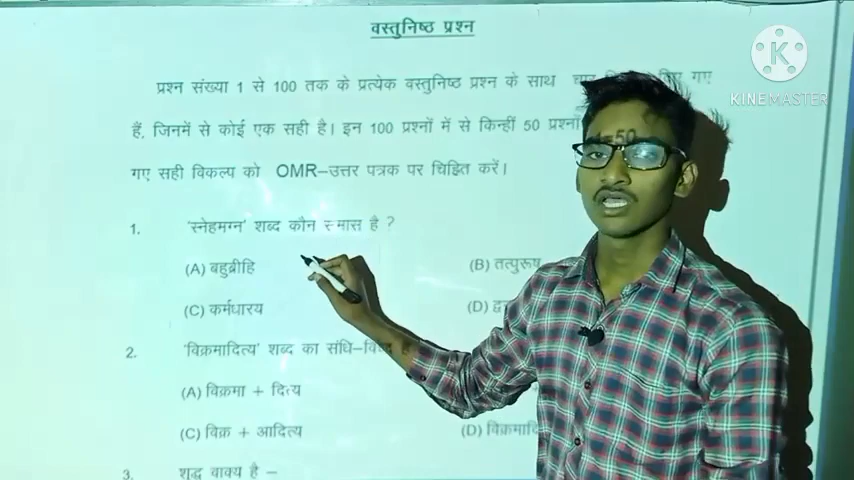 वस्तुनिष्ठ प्रश्न
KINEMASTER
प्रश्न संख्या 1 से 100 तक के प्रत्येक वस्तुनिष्ठ प्रश्न के साथ गए
हैं, जिनमें से कोई एक सही है। इन 100 प्रश्नों में से किन्हीं 50
गए सही विकल्प को OMR–उत्तर पत्रक पर चिह्नित करें।
1. 'स्नेहमग्न' शब्द कौन समास है ?
(A) बहुब्रीहि (B) तत्पुरूष
(C) कर्मधारय (D)
2. 'विक्रमादित्य' शब्द का संधि–
(A) विक्रमा + दित्य
(C) विक्र + आदित्य (D)
3. शुद्ध वाक्य है –